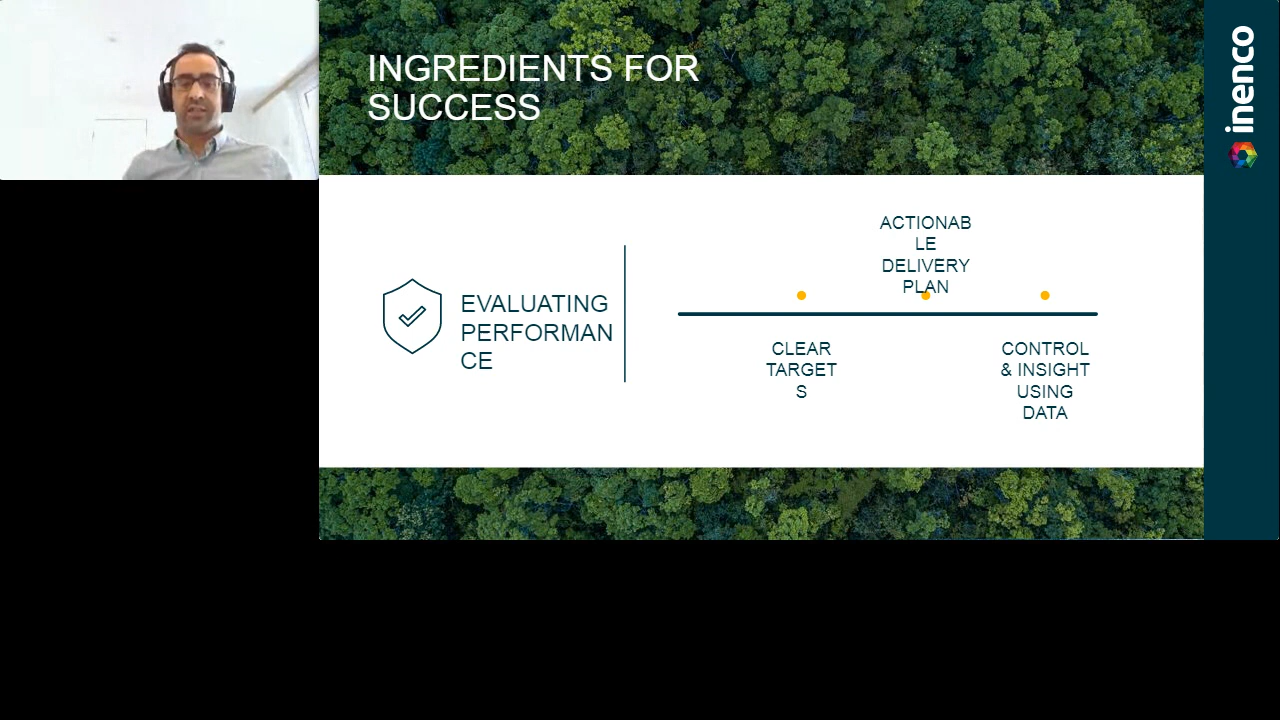 INGREDIENTS FOR
SUCCESS
inenco
EVALUATING
PERFORMAN
CE
ACTIONAB
LE
DELIVERY
PLAN
CLEAR
TARGET
S
CONTROL
& INSIGHT
USING
DATA